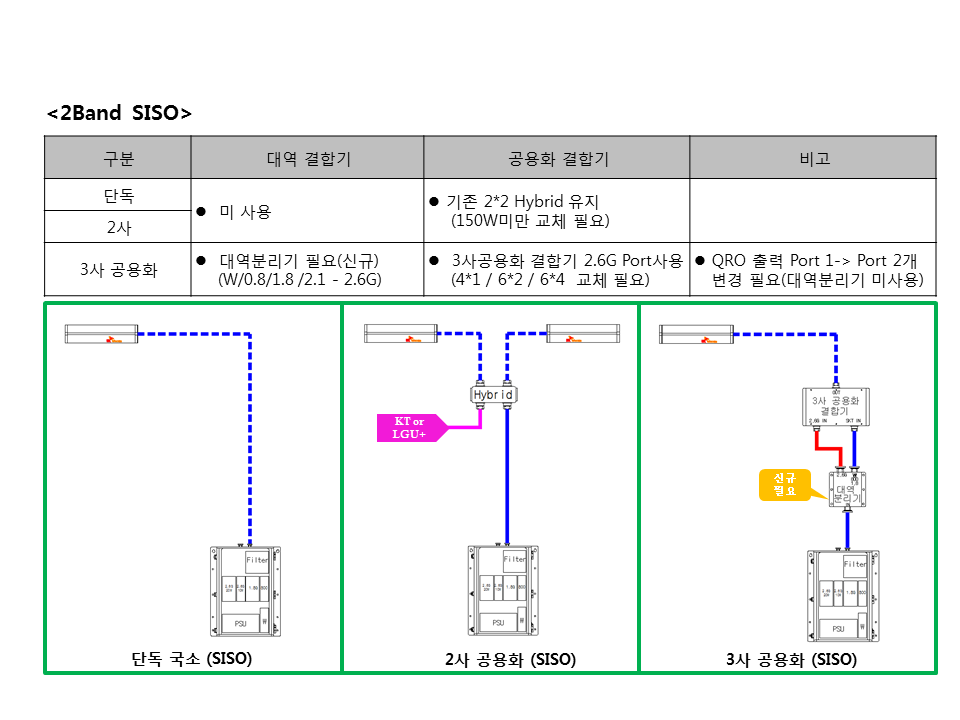 <2Band SISO>
구분
대역 결합기
공용화 결합기
비고
단독
2사
● 미 사용
● 기존 2*2 Hybrid 유지
(150W미만 교체 필요)
3사 공용화
● 대역분리기 필요(신규)
(W/0.8/1.8 /2.1 - 2.6G)
● 3사공용화 결합기 2.6G Port사용
(4*1 / 6*2 / 6*4 교체 필요)
● QRO 출력 Port 1-> Port 2개
변경 필요(대역분리기 미사용)
Filter
PSU
W
단독 국소 (SISO)
Hybrid
KT or
LGU+
Filter
PSU
W
2사 공용화 (SISO)
3사 공용화
결합기
2.6G IN
SKT IN
신규
필요
대역
분리기
Filter
PSU
W
3사 공용화 (SISO)